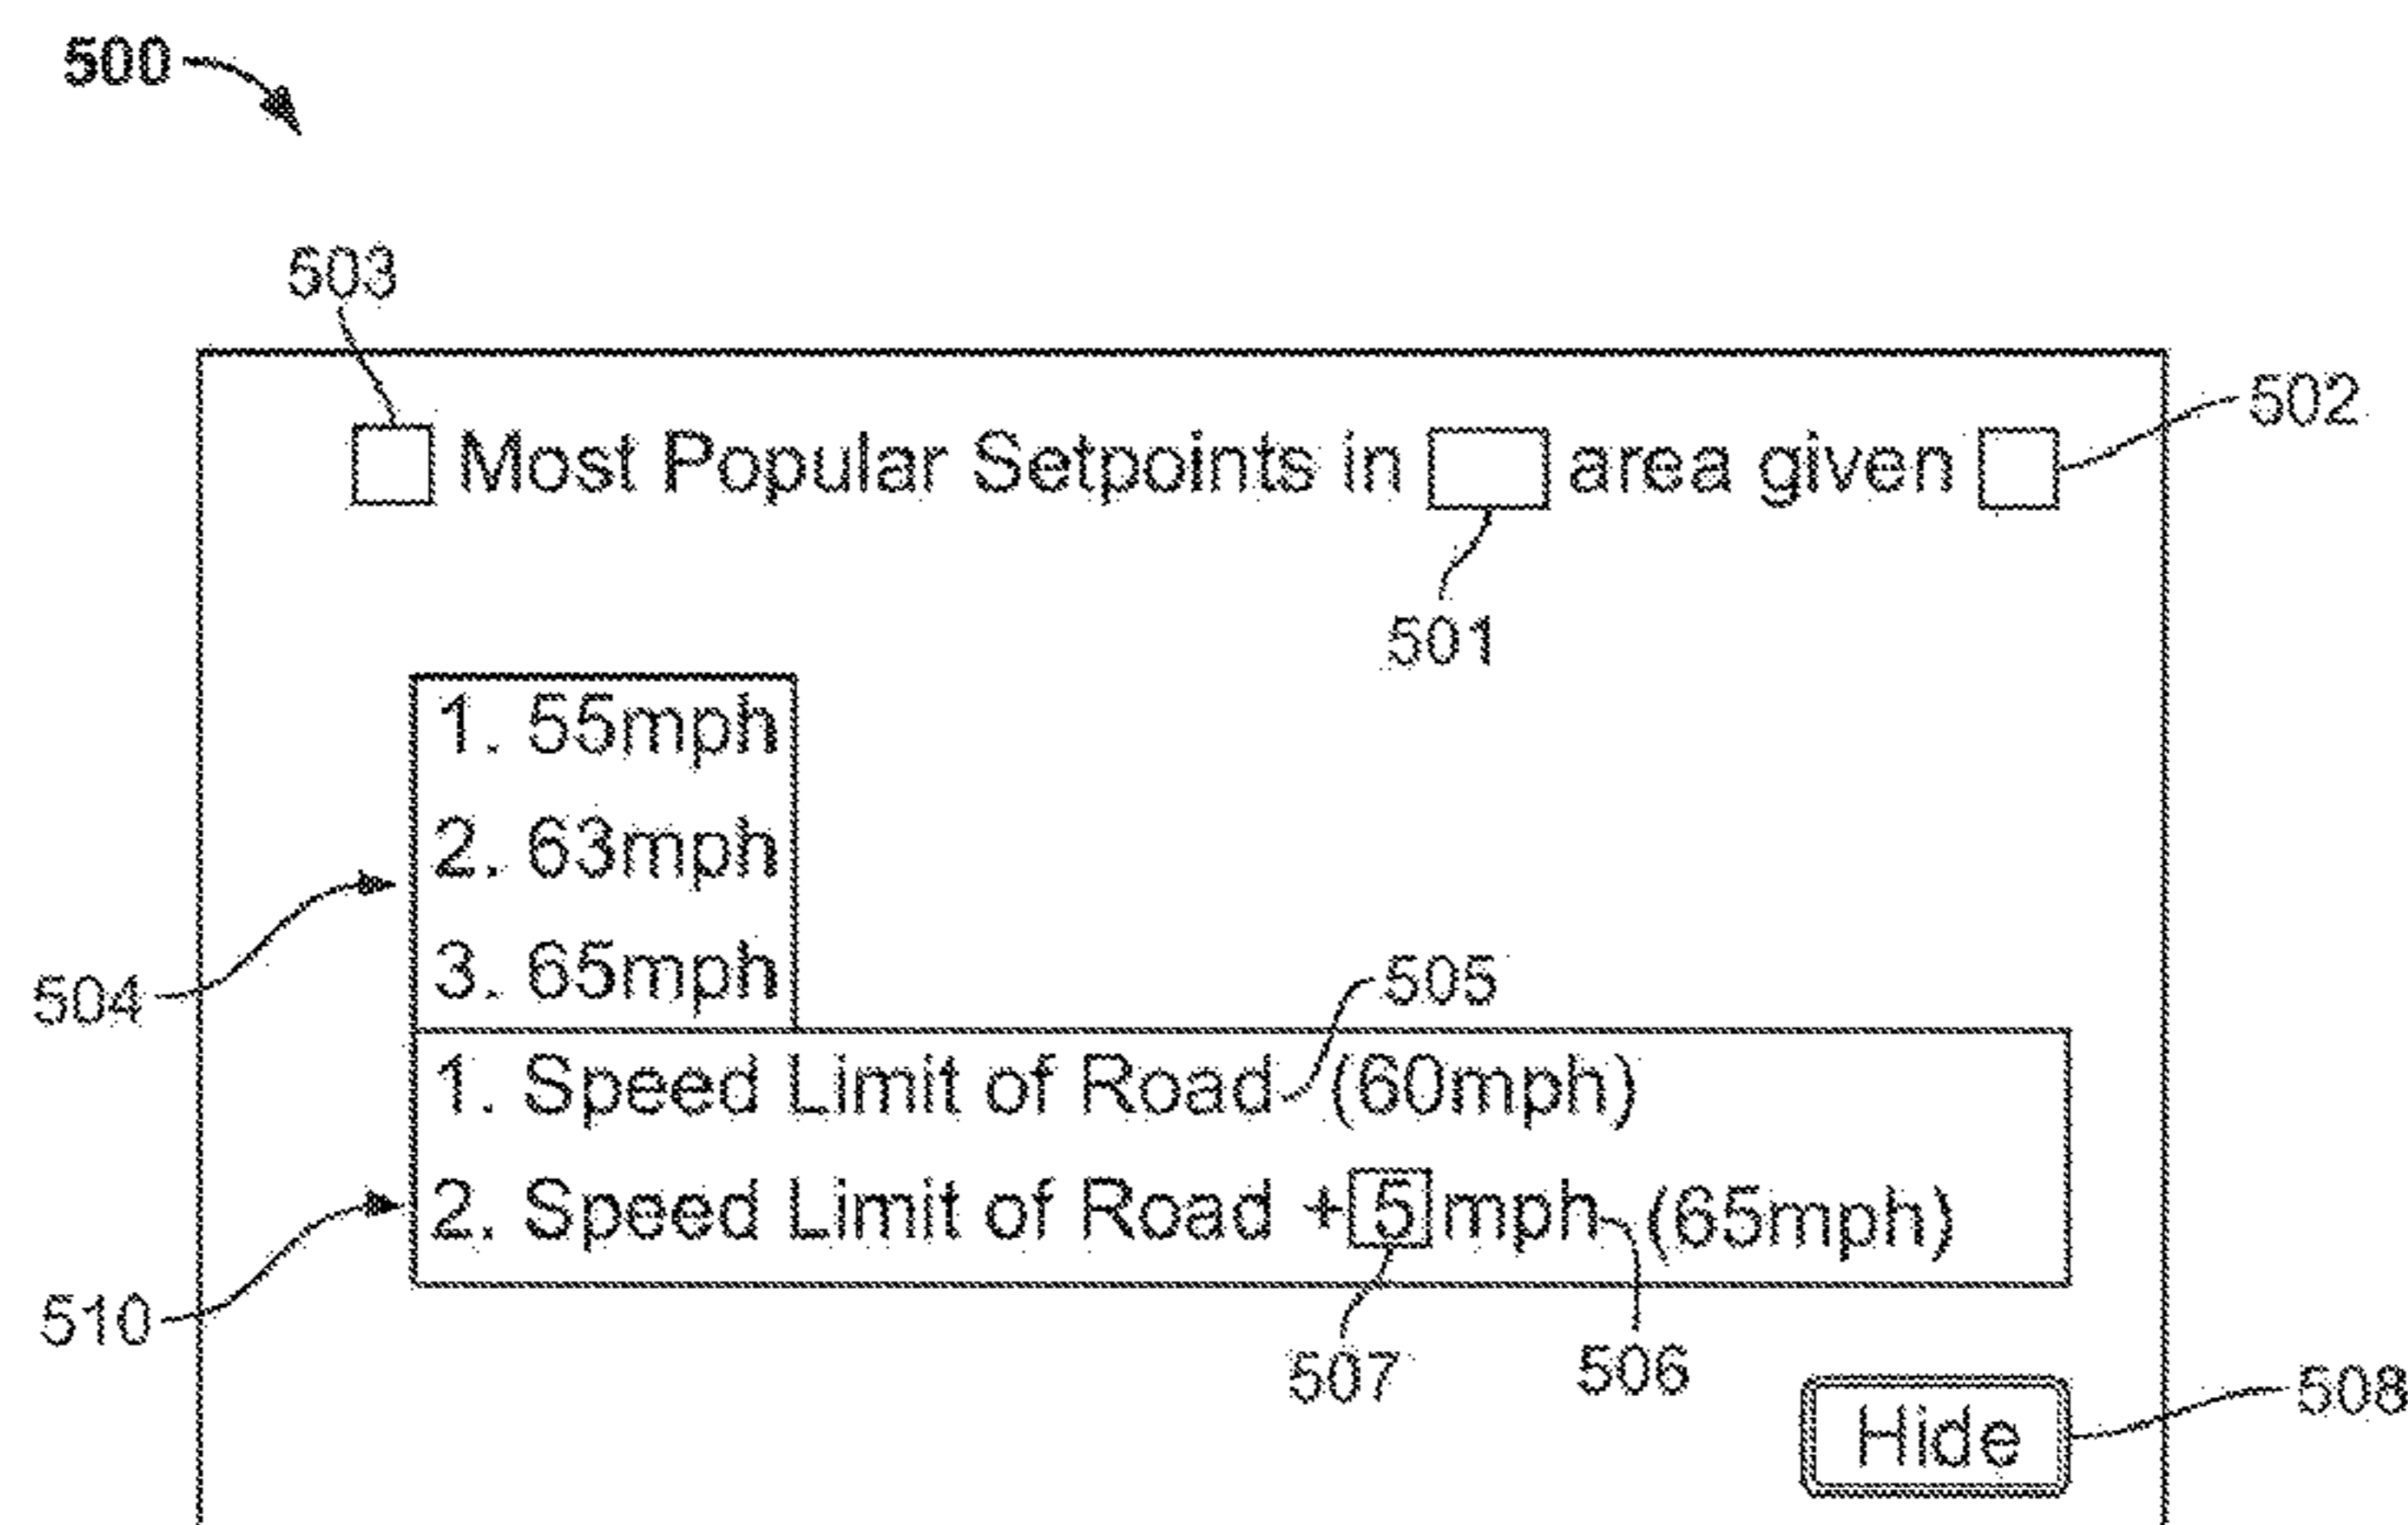 500
503
502
Most Popular Setpoints in area given
501
1. 55mph
2. 63mph
3. 65mph
504
505
1. Speed Limit of Road (60mph)
2. Speed Limit of Road + 5 mph (65mph)
510
507
506
508
Hide